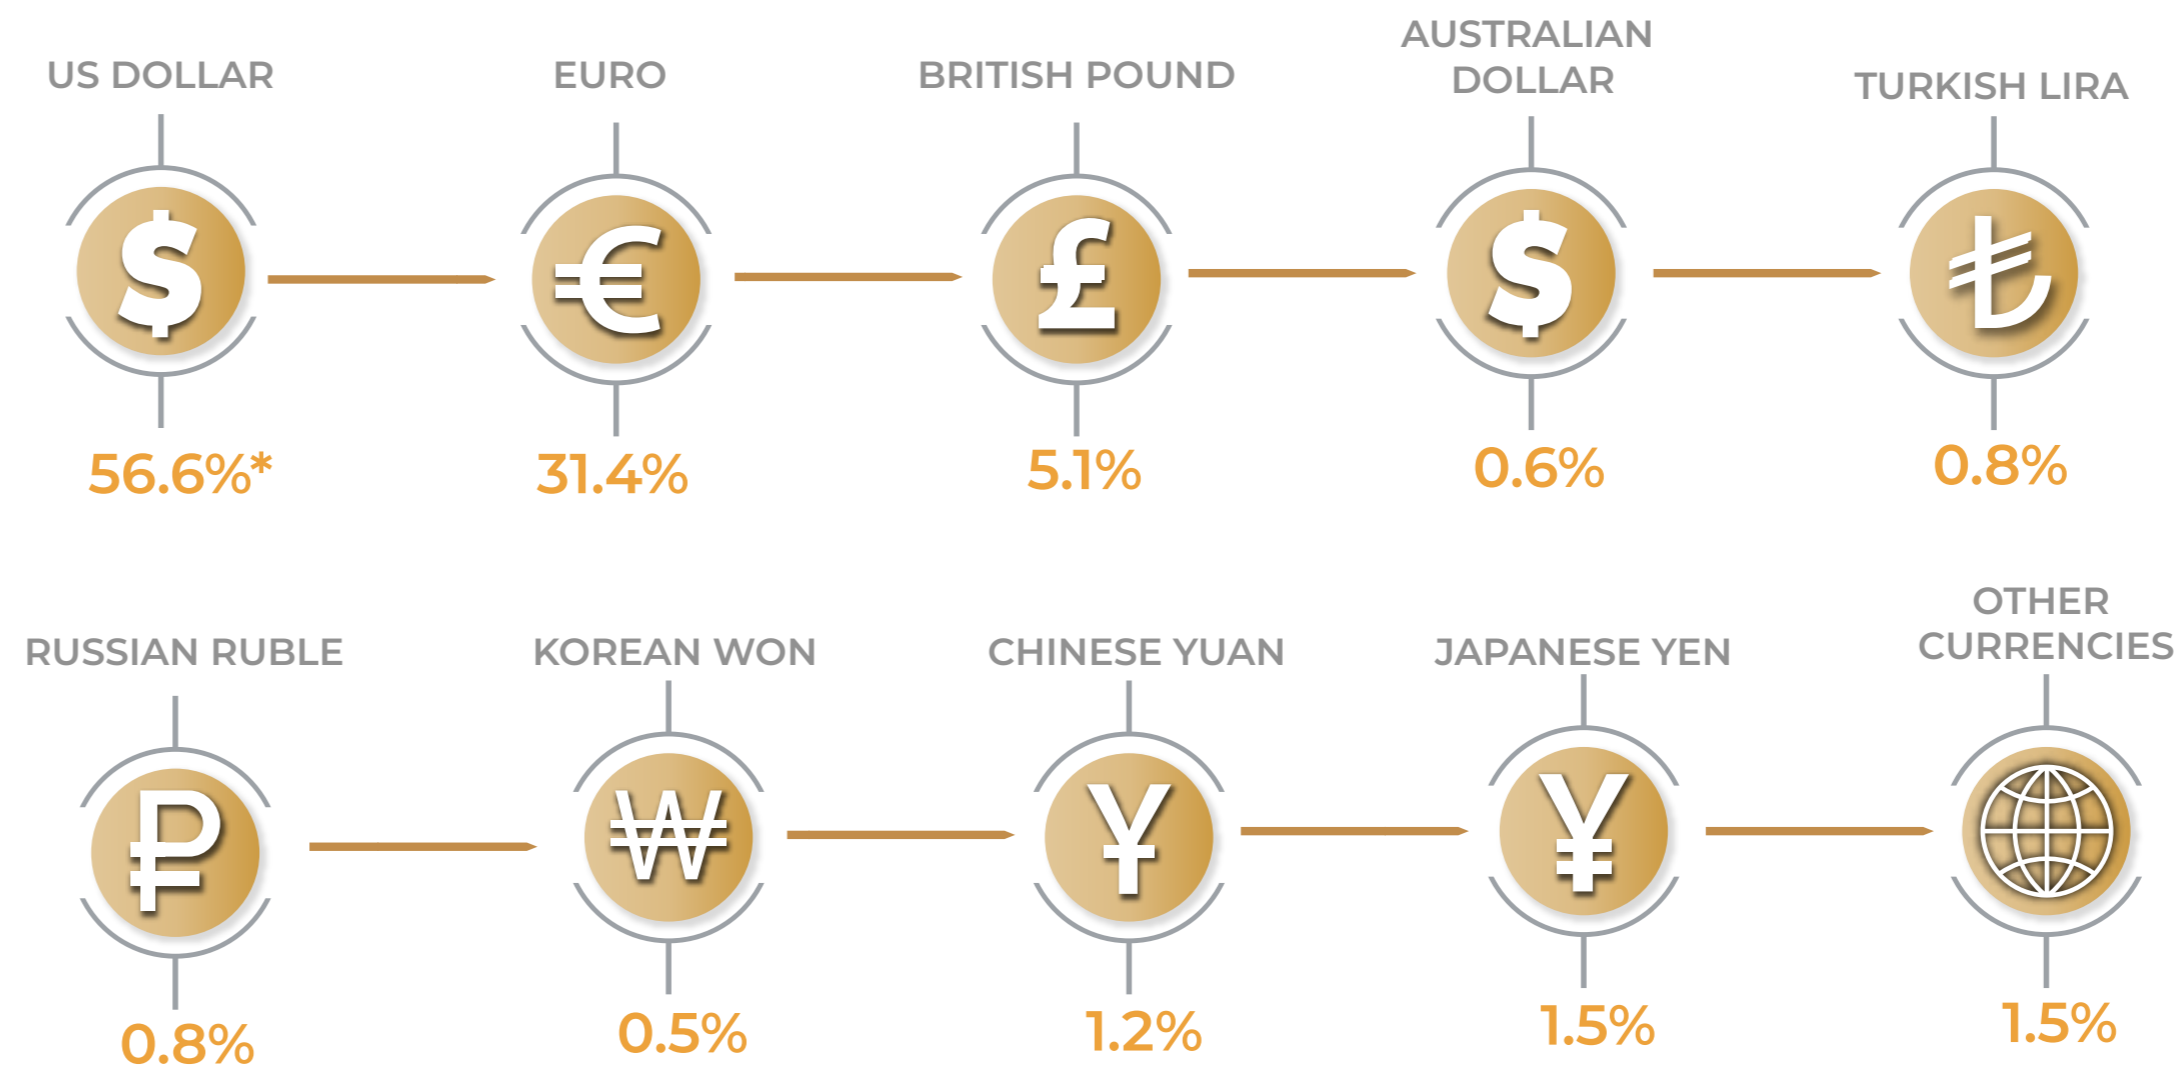 US DOLLAR
EURO
BRITISH POUND
AUSTRALIAN
DOLLAR
TURKISH LIRA
$
€
£
$
₺
56.6%*
31.4%
5.1%
0.6%
0.8%
RUSSIAN RUBLE
KOREAN WON
CHINESE YUAN
JAPANESE YEN
OTHER
CURRENCIES
₽
₩
Ұ
¥
0.8%
0.5%
1.2%
1.5%
1.5%